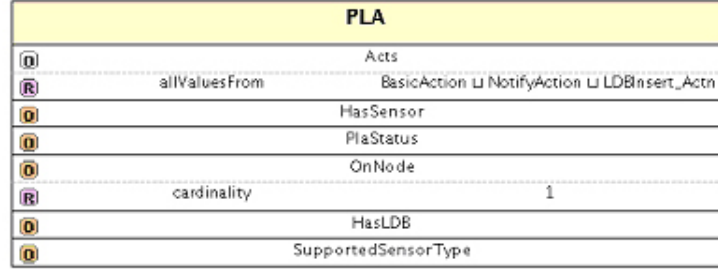 PLA
O Acts
R allValuesFrom BasicAction ⊔ NotifyAction ⊔ LDBInsert_Actn
O HasSensor
O PlaStatus
O OnNode
R cardinality 1
O HasLDB
O SupportedSensorType